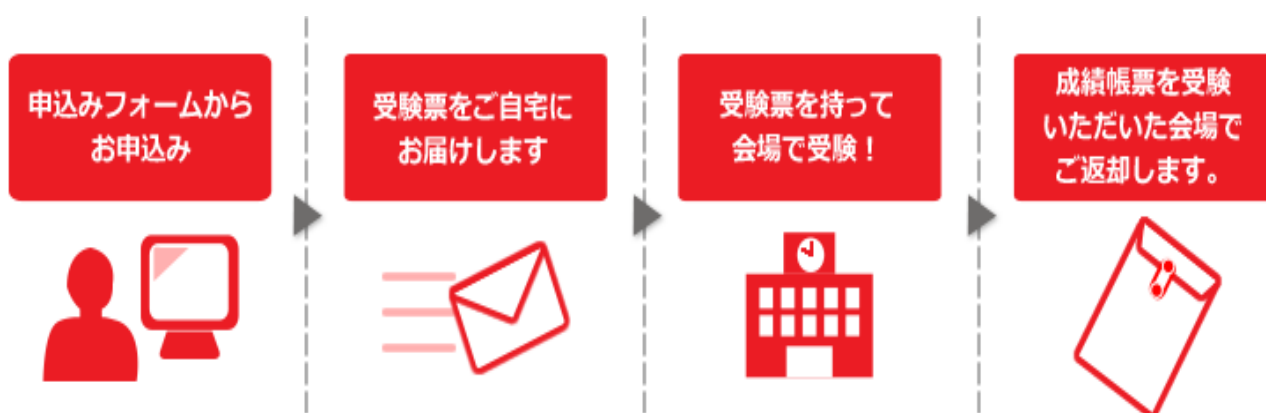 申込みフォームから
お申込み
受験票をご自宅に
お届けします
受験票を持って
会場で受験！
成績帳票を受験
いただいた会場で
ご返却します。